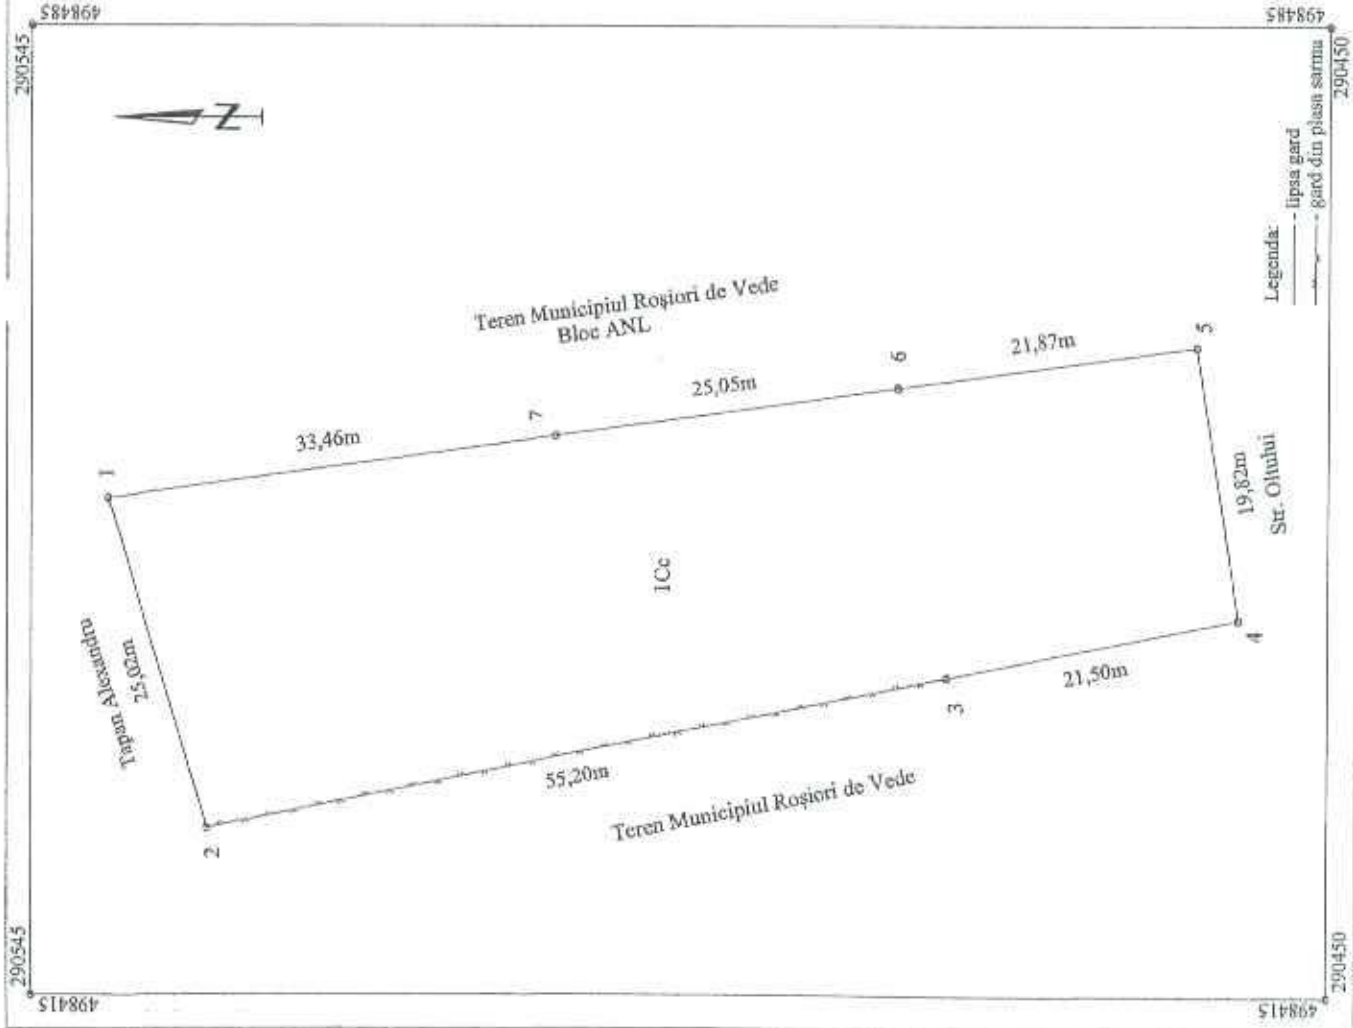 498485
498485
290545
290450
N
Legenda:
- lipsa gard
- gard din plasa sarma
Teren Municipiul Roșiori de Vede
Bloc ANL
1
33,46m
7
25,05m
6
21,87m
5
Tapan Alexandru
25,02m
1Cc
19,82m
Str. Oltului
2
55,20m
3
21,50m
4
Teren Municipiul Roșiori de Vede
290545
290450
498415
498415